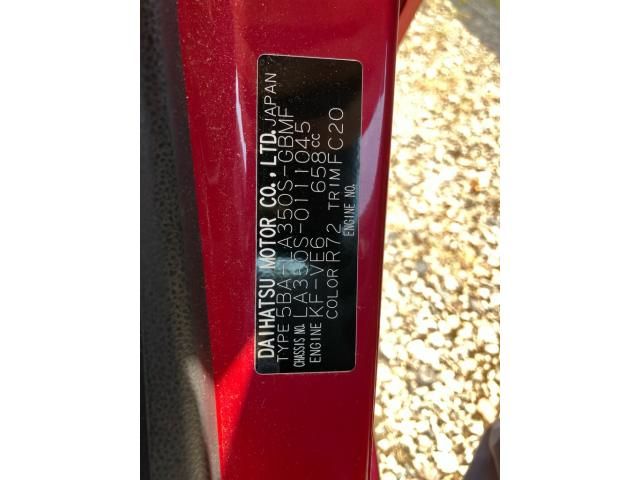 DAIHATSU MOTOR CO., LTD. JAPAN
TYPE 5BA-LA350S-GBMF
CHASSIS NO. LA350S-0111045
ENGINE KF-VE6 658cc
COLOR R72 TRIM FC20
ENGINE NO.